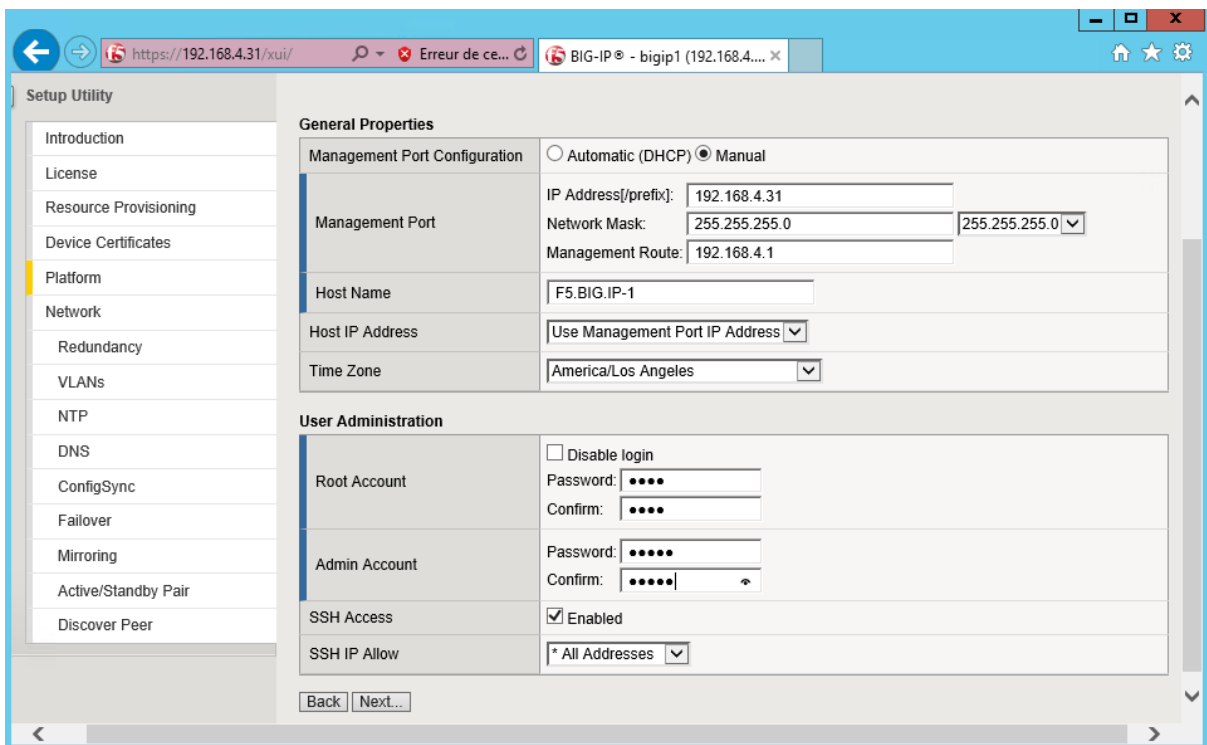 https://192.168.4.31/xui/
Erreur de ce...
BIG-IP® - bigip1 (192.168.4....
Setup Utility
Introduction
License
Resource Provisioning
Device Certificates
Platform
Network
Redundancy
VLANs
NTP
DNS
ConfigSync
Failover
Mirroring
Active/Standby Pair
Discover Peer
General Properties
Management Port Configuration
Automatic (DHCP) Manual
Management Port
IP Address[/prefix]: 192.168.4.31
Network Mask: 255.255.255.0 255.255.255.0
Management Route: 192.168.4.1
Host Name F5.BIG.IP-1
Host IP Address Use Management Port IP Address
Time Zone America/Los Angeles
User Administration
Root Account
Disable login
Password: ••••
Confirm: ••••
Admin Account
Password: •••••
Confirm: •••••
SSH Access Enabled
SSH IP Allow * All Addresses
Back Next...